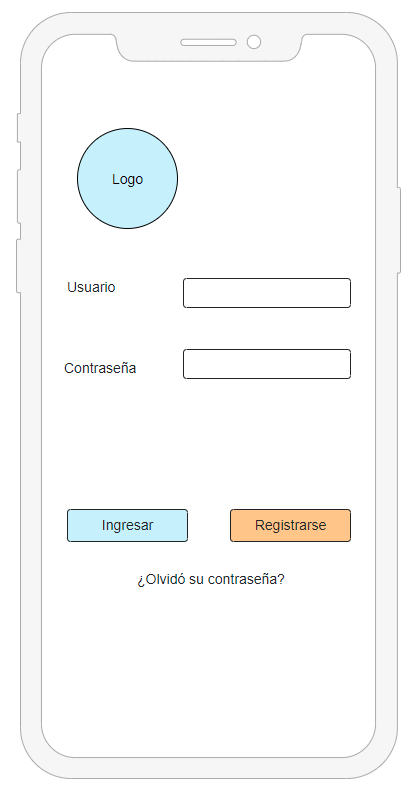 Logo
Usuario
Contraseña
Ingresar
Registrarse
¿Olvidó su contraseña?